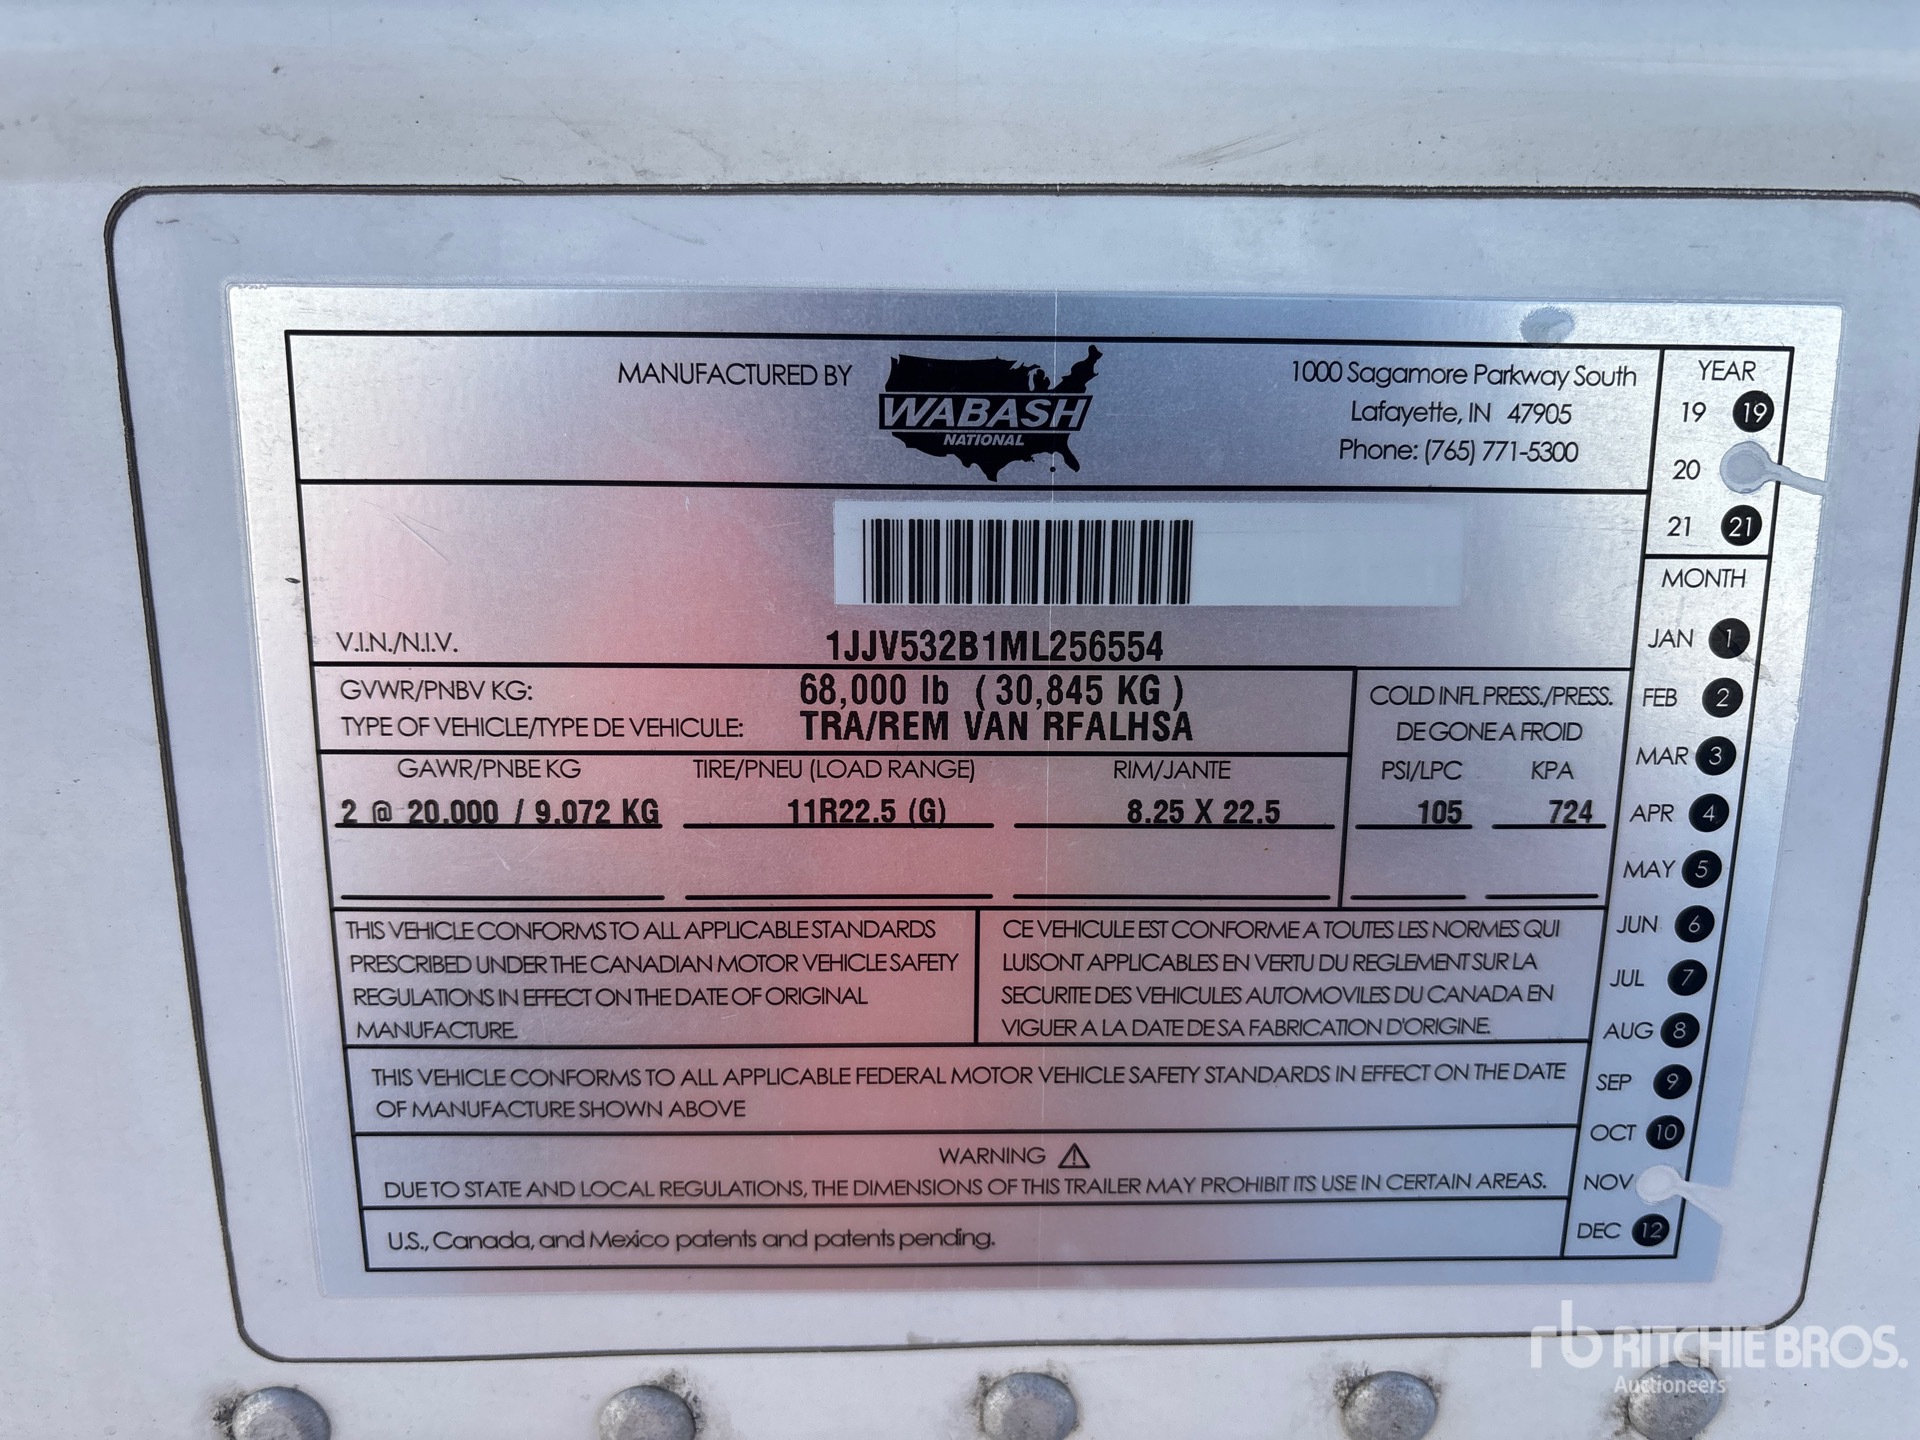 MANUFACTURED BY
WABASH
NATIONAL
1000 Sagamore Parkway South
Lafayette, IN 47905
Phone: (765) 771-5300
YEAR
19 19
20
21 21
MONTH
JAN 1
FEB 2
MAR 3
APR 4
MAY 5
JUN 6
JUL 7
AUG 8
SEP 9
OCT 10
NOV
DEC 12
V.I.N./N.I.V. 1JJV532B1ML256554
GVWR/PNBV KG: 68,000 lb ( 30,845 KG )
TYPE OF VEHICLE/TYPE DE VEHICULE: TRA/REM VAN RFALHSA
COLD INFL PRESS./PRESS.
DE GONE A FROID
GAWR/PNBE KG TIRE/PNEU (LOAD RANGE) RIM/JANTE PSI/LPC KPA
2 @ 20.000 / 9.072 KG 11R22.5 (G) 8.25 X 22.5 105 724
THIS VEHICLE CONFORMS TO ALL APPLICABLE STANDARDS
PRESCRIBED UNDER THE CANADIAN MOTOR VEHICLE SAFETY
REGULATIONS IN EFFECT ON THE DATE OF ORIGINAL
MANUFACTURE.
CE VEHICULE EST CONFORME A TOUTES LES NORMES QUI
LUISONT APPLICABLES EN VERTU DU REGLEMENT SUR LA
SECURITE DES VEHICULES AUTOMOVILES DU CANADA EN
VIGUER A LA DATE DE SA FABRICATION D'ORIGINE.
THIS VEHICLE CONFORMS TO ALL APPLICABLE FEDERAL MOTOR VEHICLE SAFETY STANDARDS IN EFFECT ON THE DATE
OF MANUFACTURE SHOWN ABOVE
WARNING
DUE TO STATE AND LOCAL REGULATIONS, THE DIMENSIONS OF THIS TRAILER MAY PROHIBIT ITS USE IN CERTAIN AREAS.
U.S., Canada, and Mexico patents and patents pending.
rb RITCHIE BROS.
Auctioneers